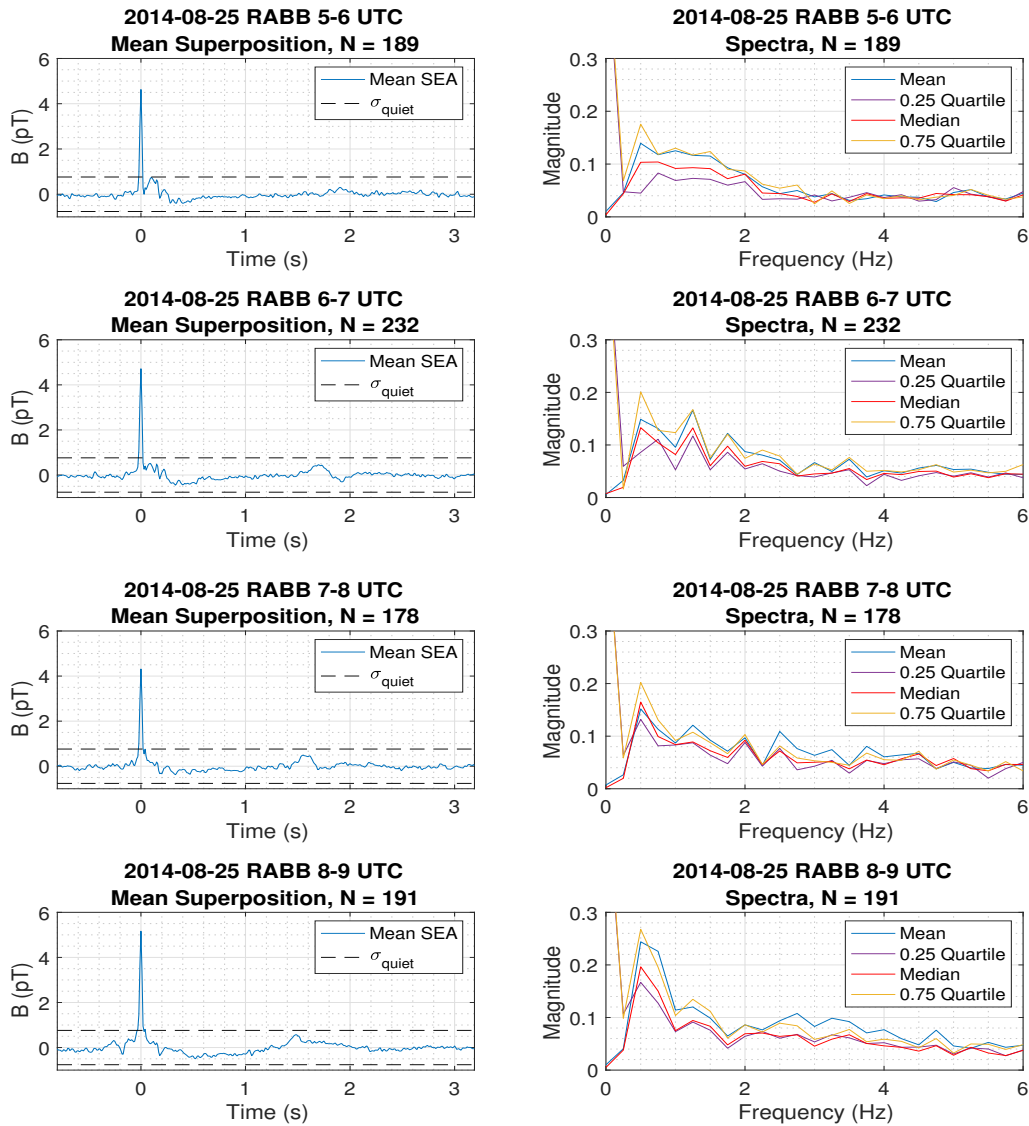 2014-08-25 RABB 5-6 UTC
Mean Superposition, N = 189
6
4
2
0
B (pT)
Mean SEA
σquiet
0
1
2
3
Time (s)
2014-08-25 RABB 5-6 UTC
Spectra, N = 189
0.3
0.2
0.1
0
Magnitude
Mean
0.25 Quartile
Median
0.75 Quartile
0
2
4
6
Frequency (Hz)
2014-08-25 RABB 6-7 UTC
Mean Superposition, N = 232
6
4
2
0
B (pT)
Mean SEA
σquiet
0
1
2
3
Time (s)
2014-08-25 RABB 6-7 UTC
Spectra, N = 232
0.3
0.2
0.1
0
Magnitude
Mean
0.25 Quartile
Median
0.75 Quartile
0
2
4
6
Frequency (Hz)
2014-08-25 RABB 7-8 UTC
Mean Superposition, N = 178
6
4
2
0
B (pT)
Mean SEA
σquiet
0
1
2
3
Time (s)
2014-08-25 RABB 7-8 UTC
Spectra, N = 178
0.3
0.2
0.1
0
Magnitude
Mean
0.25 Quartile
Median
0.75 Quartile
0
2
4
6
Frequency (Hz)
2014-08-25 RABB 8-9 UTC
Mean Superposition, N = 191
6
4
2
0
B (pT)
Mean SEA
σquiet
0
1
2
3
Time (s)
2014-08-25 RABB 8-9 UTC
Spectra, N = 191
0.3
0.2
0.1
0
Magnitude
Mean
0.25 Quartile
Median
0.75 Quartile
0
2
4
6
Frequency (Hz)